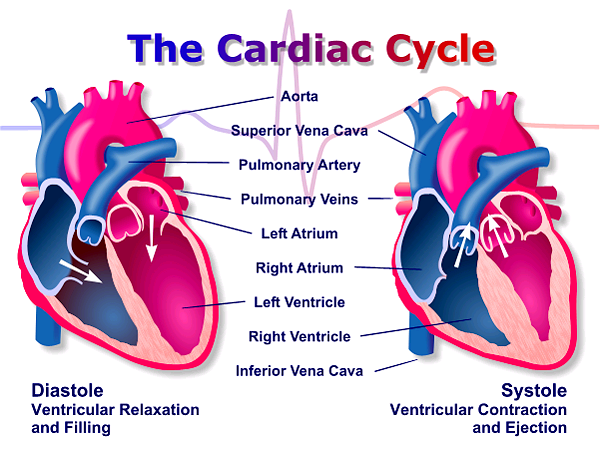 The Cardiac Cycle
Aorta
Superior Vena Cava
Pulmonary Artery
Pulmonary Veins
Left Atrium
Right Atrium
Left Ventricle
Right Ventricle
Inferior Vena Cava
Diastole
Ventricular Relaxation
and Filling
Systole
Ventricular Contraction
and Ejection